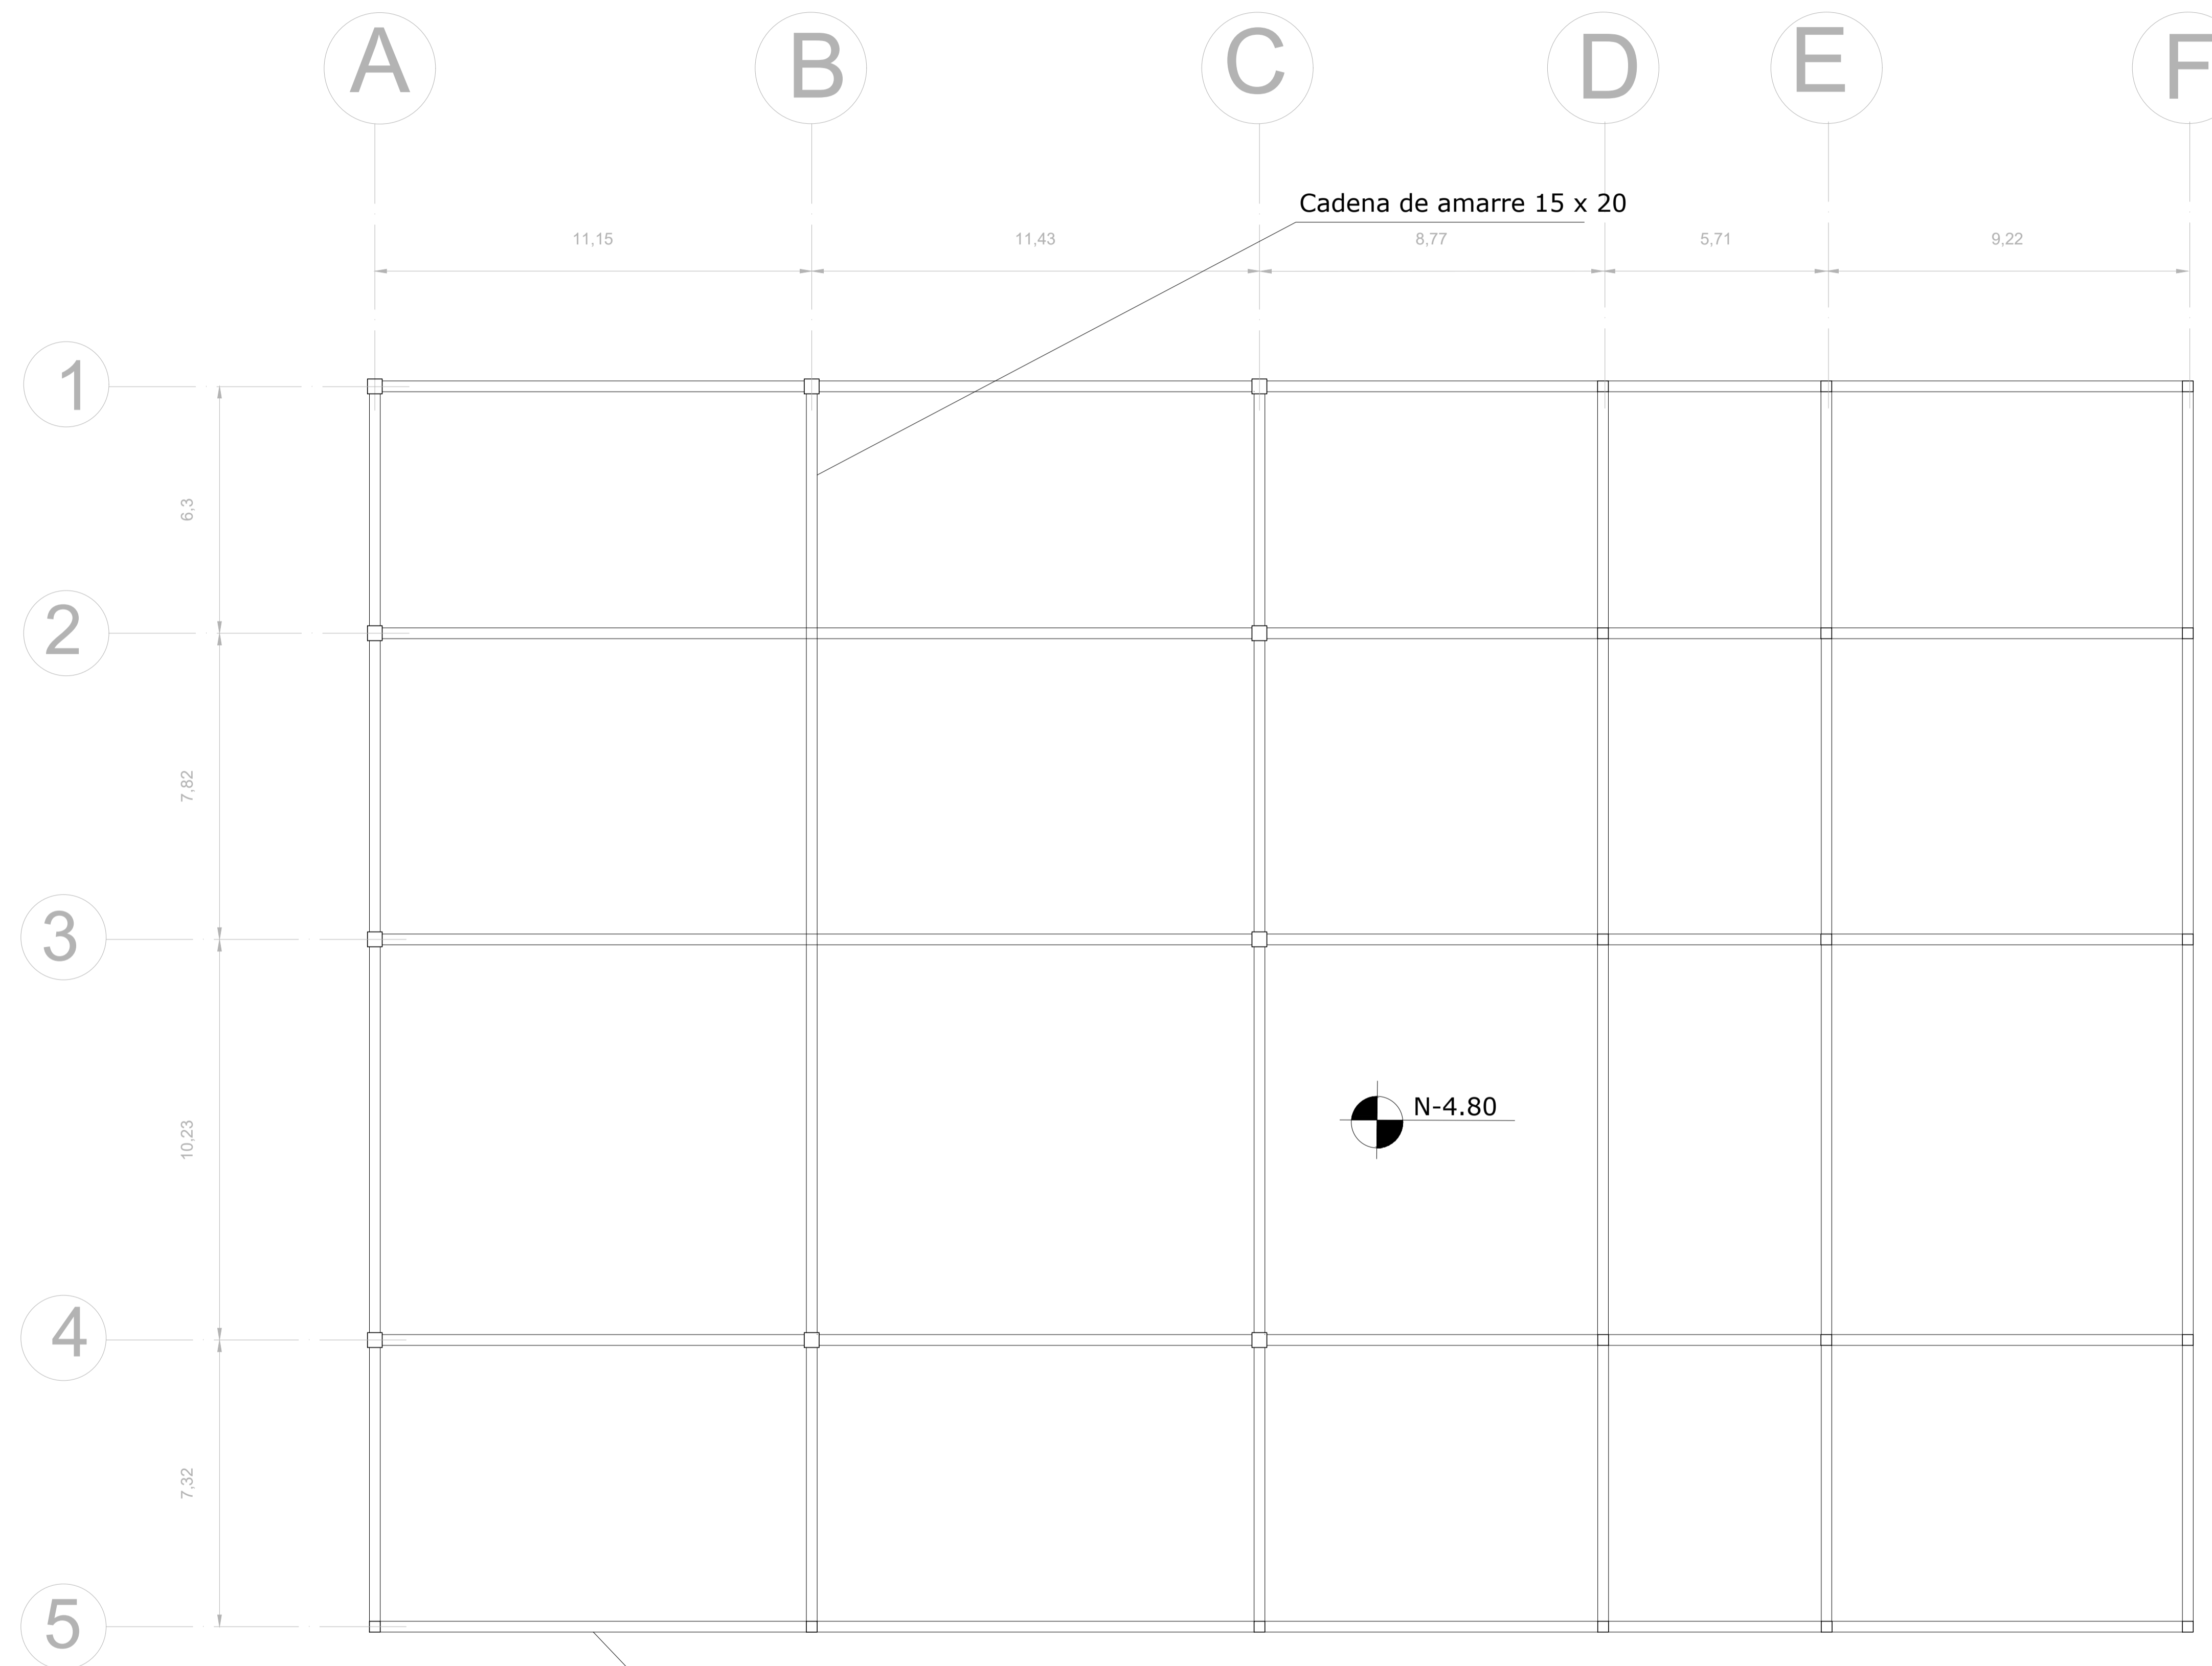 A B C D E F
Cadena de amarre 15 x 20
11,15 11,43 8,77 5,71 9,22
1
6,3
2
7,82
3
N-4.80
10,23
4
7,32
5